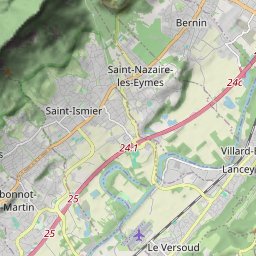 Bernin
Saint-Nazaire-
les-Eymes
24c
Saint-Ismier
24.1
Villard-B
Lancey
bonnot-
Martin
25
25
Le Versoud